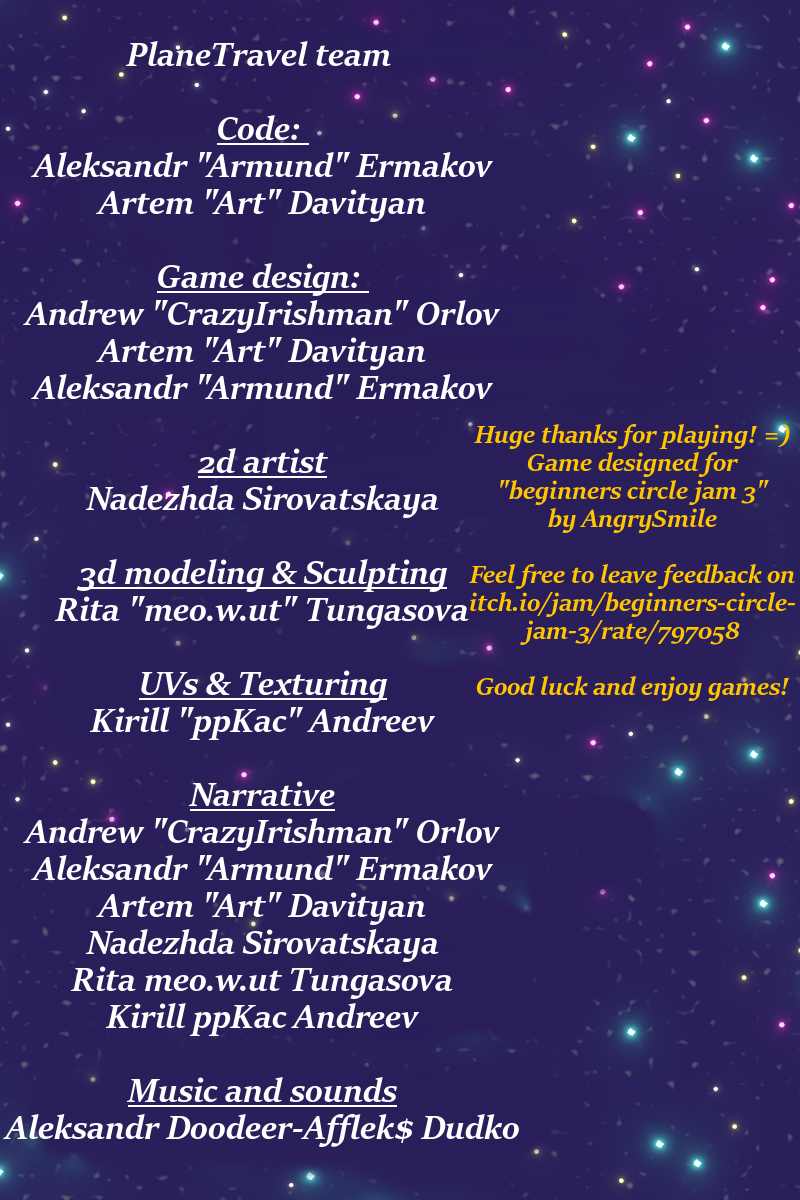 PlaneTravel team
Code:
Aleksandr "Armund" Ermakov
Artem "Art" Davityan
Game design:
Andrew "CrazyIrishman" Orlov
Artem "Art" Davityan
Aleksandr "Armund" Ermakov
2d artist
Nadezhda Sirovatskaya
3d modeling & Sculpting
Rita "meo.w.ut" Tungasova
UVs & Texturing
Kirill "ppKac" Andreev
Narrative
Andrew "CrazyIrishman" Orlov
Aleksandr "Armund" Ermakov
Artem "Art" Davityan
Nadezhda Sirovatskaya
Rita meo.w.ut Tungasova
Kirill ppKac Andreev
Music and sounds
Aleksandr Doodeer-Afflek$ Dudko
Huge thanks for playing! =)
Game designed for
"beginners circle jam 3"
by AngrySmile
Feel free to leave feedback on
itch.io/jam/beginners-circle-
jam-3/rate/797058
Good luck and enjoy games!